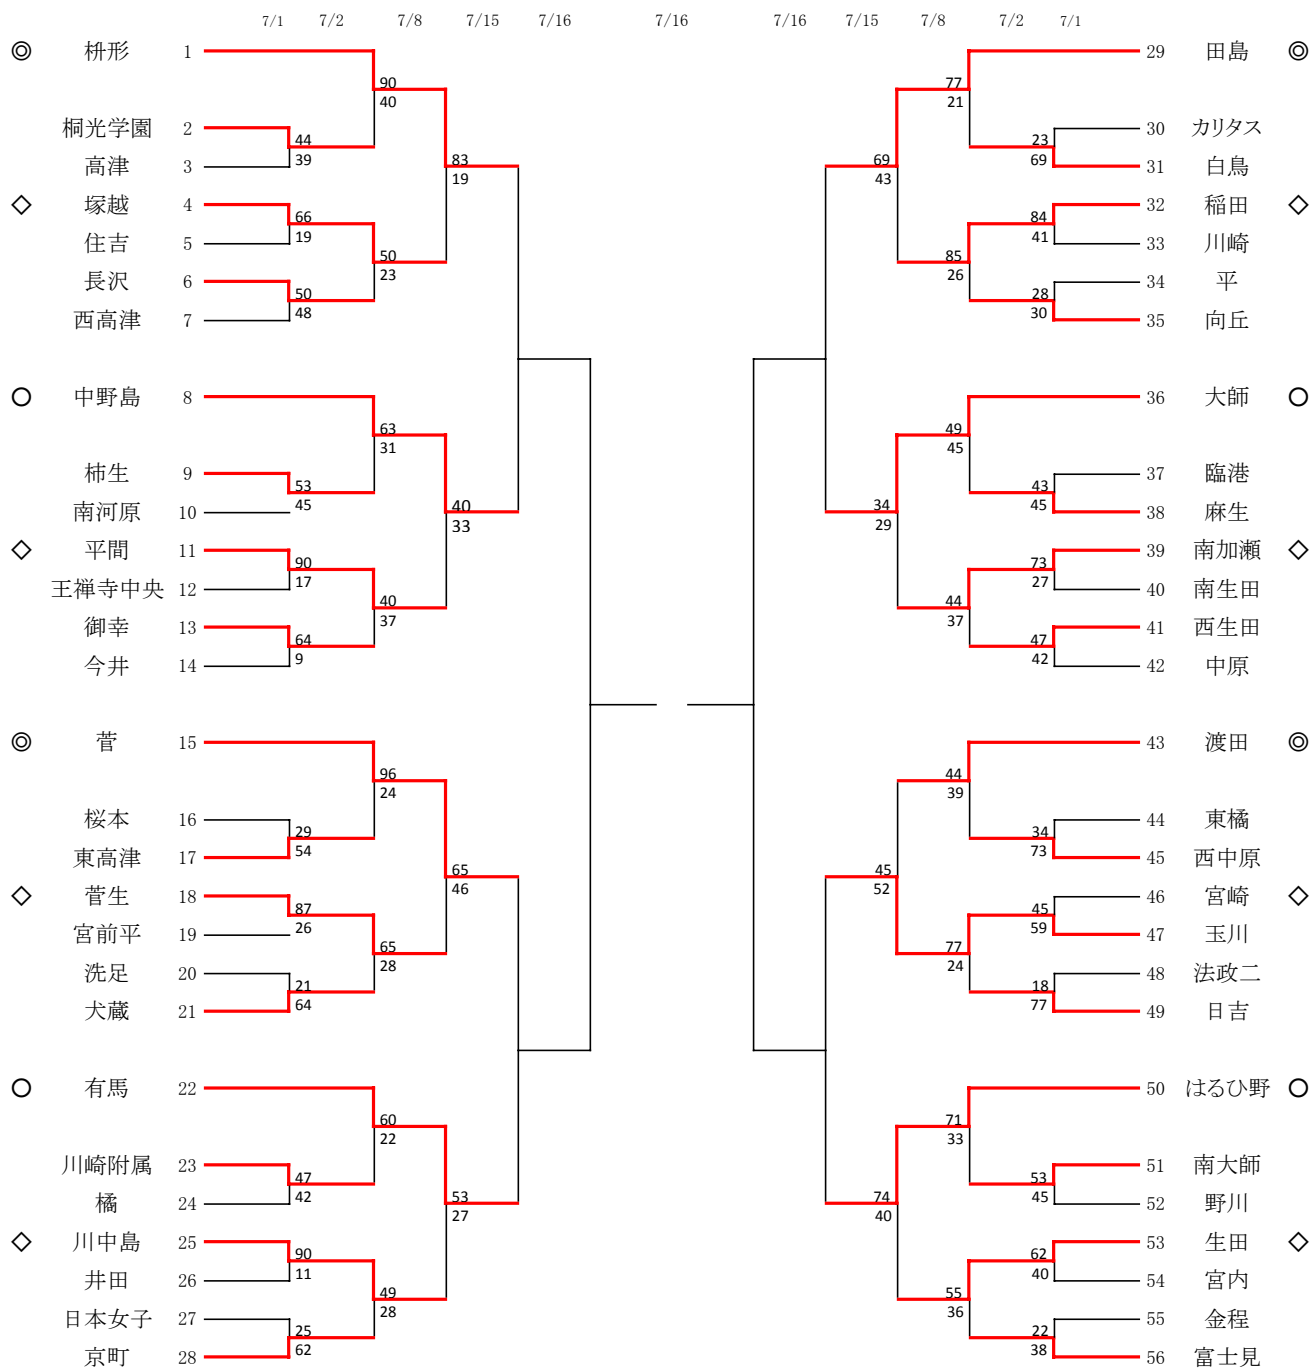 7/1 7/2 7/8 7/15 7/16 7/16 7/16 7/15 7/8 7/2 7/1
◎ 枡形 1 29 田島 ◎
90 77
40 21
桐光学園 2 30 カリタス
44 23
39 69
高津 3 31 白鳥
83 69
19 43
◇ 塚越 4 32 稲田 ◇
66 84
19 41
住吉 5 33 川崎
50 85
23 26
長沢 6 34 平
50 28
48 30
西高津 7 35 向丘
○ 中野島 8 36 大師 ○
63 49
31 45
柿生 9 37 臨港
53 43
45 45
南河原 10 38 麻生
40 34
33 29
◇ 平間 11 39 南加瀬 ◇
90 73
17 27
王禅寺中央 12 40 南生田
40 44
37 37
御幸 13 41 西生田
64 47
9 42
今井 14 42 中原
◎ 菅 15 43 渡田 ◎
96 44
24 39
桜本 16 44 東橘
29 34
54 73
東高津 17 45 西中原
65 45
46 52
◇ 菅生 18 46 宮崎 ◇
87 45
26 59
宮前平 19 47 玉川
65 77
28 24
洗足 20 48 法政二
21 18
64 77
犬蔵 21 49 日吉
○ 有馬 22 50 はるひ野 ○
60 71
22 33
川崎附属 23 51 南大師
47 53
42 45
橘 24 52 野川
53 74
27 40
◇ 川中島 25 53 生田 ◇
90 62
11 40
井田 26 54 宮内
49 55
28 36
日本女子 27 55 金程
25 22
62 38
京町 28 56 富士見